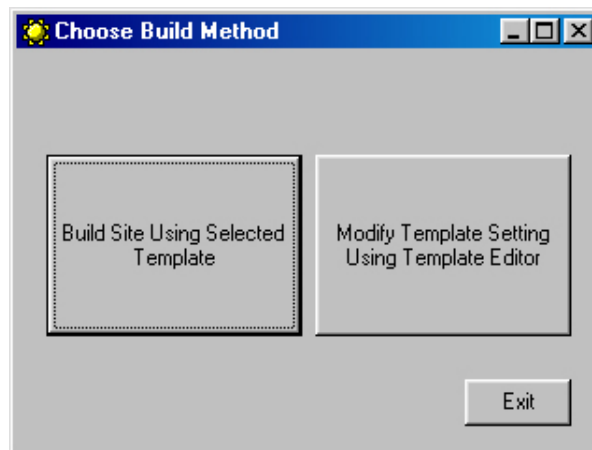 Choose Build Method
Build Site Using Selected
Template
Modify Template Setting
Using Template Editor
Exit